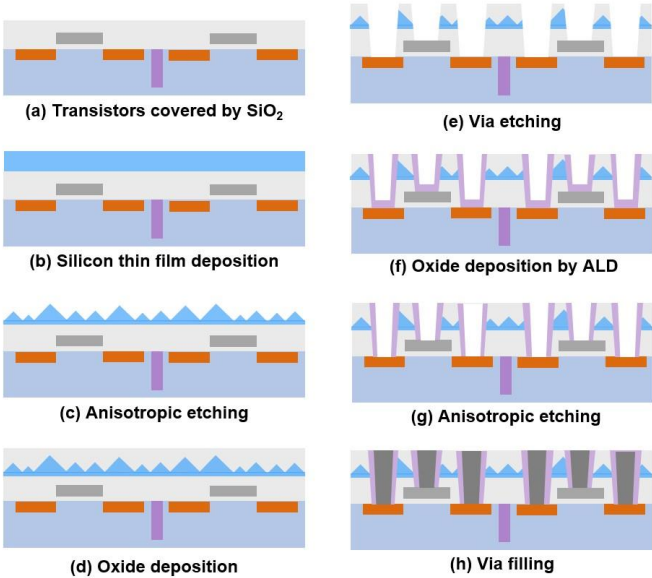 (a) Transistors covered by SiO₂
(b) Silicon thin film deposition
(c) Anisotropic etching
(d) Oxide deposition
(e) Via etching
(f) Oxide deposition by ALD
(g) Anisotropic etching
(h) Via filling